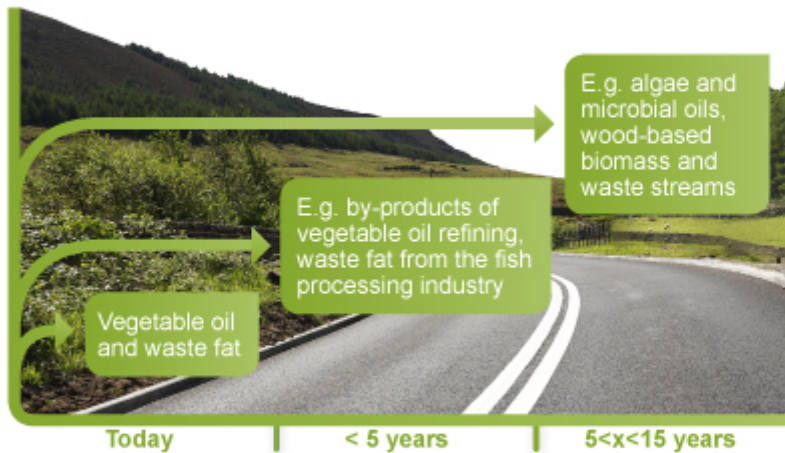 E.g. algae and
microbial oils,
wood-based
biomass and
waste streams
E.g. by-products of
vegetable oil refining,
waste fat from the fish
processing industry
Vegetable oil
and waste fat
Today
< 5 years
5<x<15 years